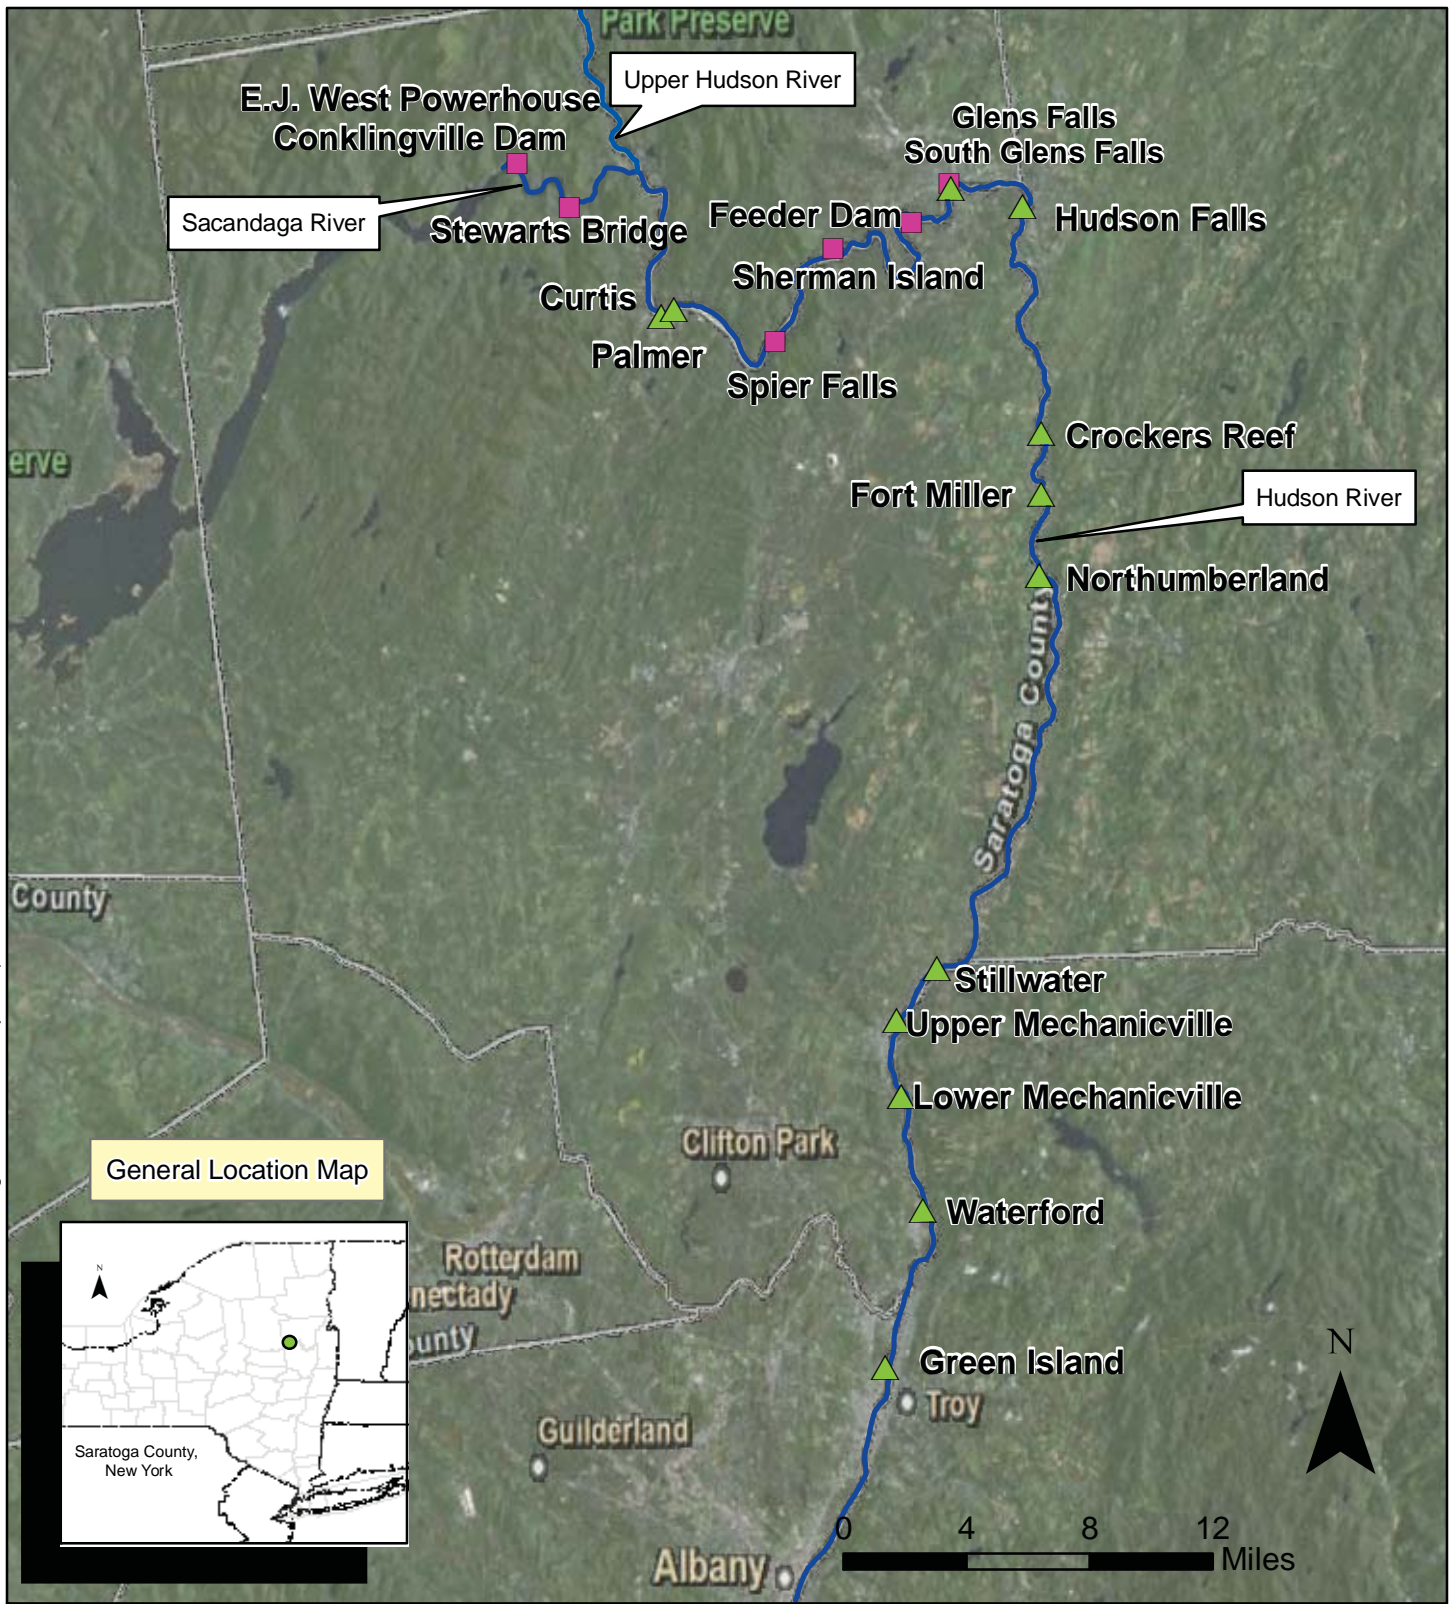 Park Preserve
Upper Hudson River
E.J. West Powerhouse
Conklingville Dam
Glens Falls
South Glens Falls
Sacandaga River
Stewarts Bridge
Feeder Dam
Hudson Falls
Sherman Island
Curtis
Palmer
Spier Falls
Crockers Reef
erve
Fort Miller
Hudson River
Northumberland
Saratoga County
County
Stillwater
Upper Mechanicville
Lower Mechanicville
Clifton Park
General Location Map
Waterford
Rotterdam
nectady
ounty
N
Saratoga County,
New York
Green Island
Troy
N
Guilderland
Albany
0 4 8 12
Miles